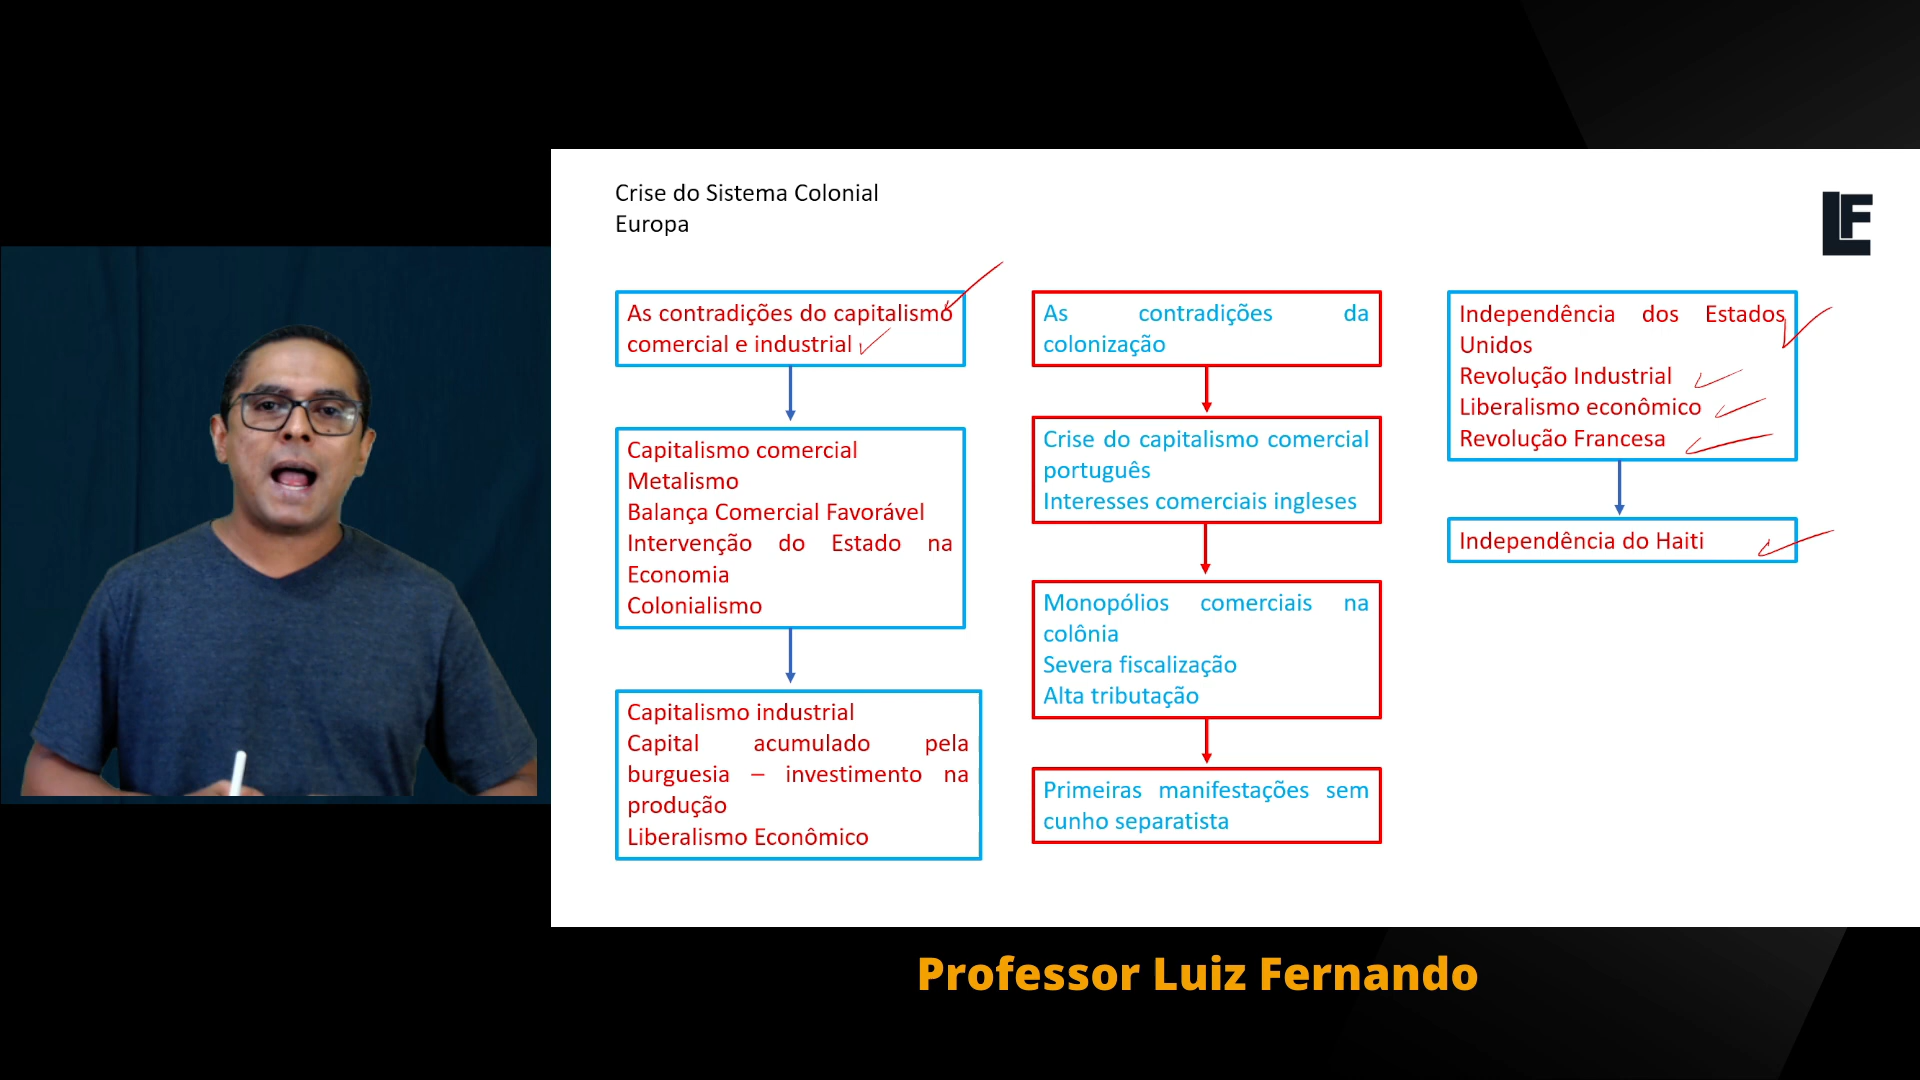 Crise do Sistema Colonial
Europa
LFE
As contradições do capitalismo
comercial e industrial
Capitalismo comercial
Metalismo
Balança Comercial Favorável
Intervenção do Estado na
Economia
Colonialismo
Capitalismo industrial
Capital acumulado pela
burguesia – investimento na
produção
Liberalismo Econômico
As contradições da
colonização
Crise do capitalismo comercial
português
Interesses comerciais ingleses
Monopólios comerciais na
colônia
Severa fiscalização
Alta tributação
Primeiras manifestações sem
cunho separatista
Independência dos Estados
Unidos
Revolução Industrial
Liberalismo econômico
Revolução Francesa
Independência do Haiti
Professor Luiz Fernando